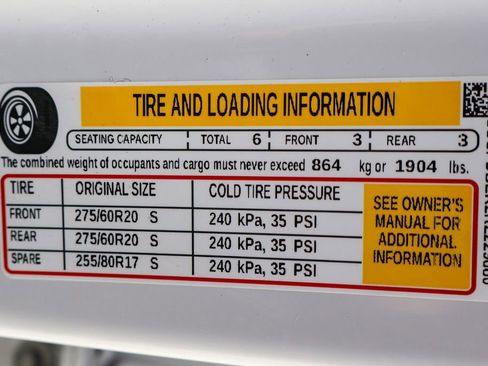 TIRE AND LOADING INFORMATION
SEATING CAPACITY TOTAL 6 FRONT 3 REAR 3
The combined weight of occupants and cargo must never exceed 864 kg or 1904 lbs.
TIRE ORIGINAL SIZE COLD TIRE PRESSURE
FRONT 275/60R20 S 240 kPa, 35 PSI
REAR 275/60R20 S 240 kPa, 35 PSI
SPARE 255/80R17 S 240 kPa, 35 PSI
SEE OWNER'S
MANUAL FOR
ADDITIONAL
INFORMATION